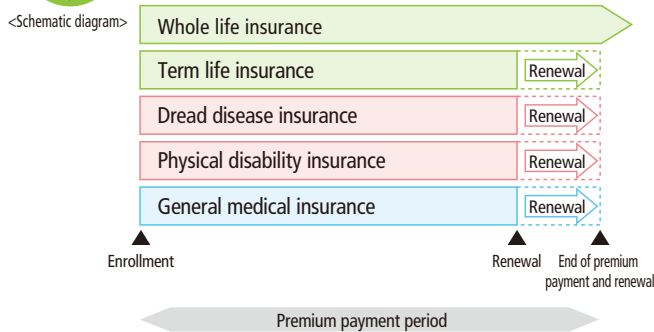 <Schematic diagram>
Whole life insurance
Term life insurance
Renewal
Dread disease insurance
Renewal
Physical disability insurance
Renewal
General medical insurance
Renewal
Enrollment
Renewal
End of premium
payment and renewal
Premium payment period